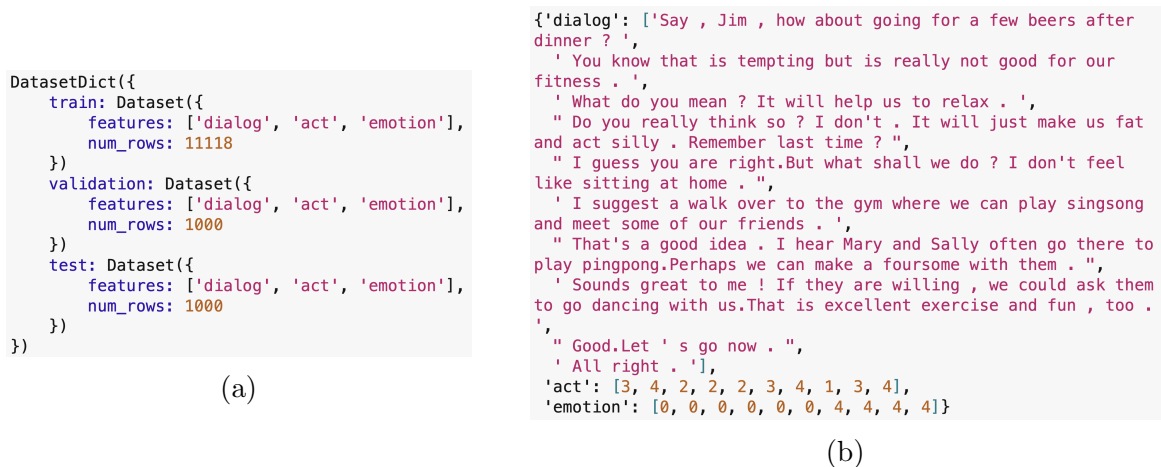 DatasetDict({
    train: Dataset({
        features: ['dialog', 'act', 'emotion'],
        num_rows: 11118
    })
    validation: Dataset({
        features: ['dialog', 'act', 'emotion'],
        num_rows: 1000
    })
    test: Dataset({
        features: ['dialog', 'act', 'emotion'],
        num_rows: 1000
    })
})
(a)
{'dialog': ['Say , Jim , how about going for a few beers after
dinner ? ',
  ' You know that is tempting but is really not good for our
fitness . ',
  ' What do you mean ? It will help us to relax . ',
  " Do you really think so ? I don't . It will just make us fat
and act silly . Remember last time ? ",
  " I guess you are right.But what shall we do ? I don't feel
like sitting at home . ",
  ' I suggest a walk over to the gym where we can play singsong
and meet some of our friends . ',
  " That's a good idea . I hear Mary and Sally often go there to
play pingpong.Perhaps we can make a foursome with them . ",
  ' Sounds great to me ! If they are willing , we could ask them
to go dancing with us.That is excellent exercise and fun , too .
',
  " Good.Let ' s go now . ",
  ' All right . '],
 'act': [3, 4, 2, 2, 2, 3, 4, 1, 3, 4],
 'emotion': [0, 0, 0, 0, 0, 0, 4, 4, 4, 4]}
(b)